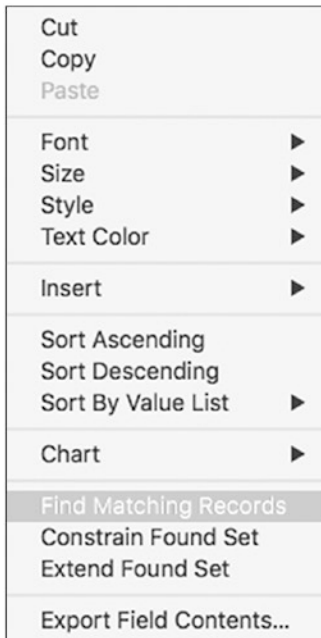 Cut
Copy
Paste
Font
Size
Style
Text Color
Insert
Sort Ascending
Sort Descending
Sort By Value List
Chart
Find Matching Records
Constrain Found Set
Extend Found Set
Export Field Contents...